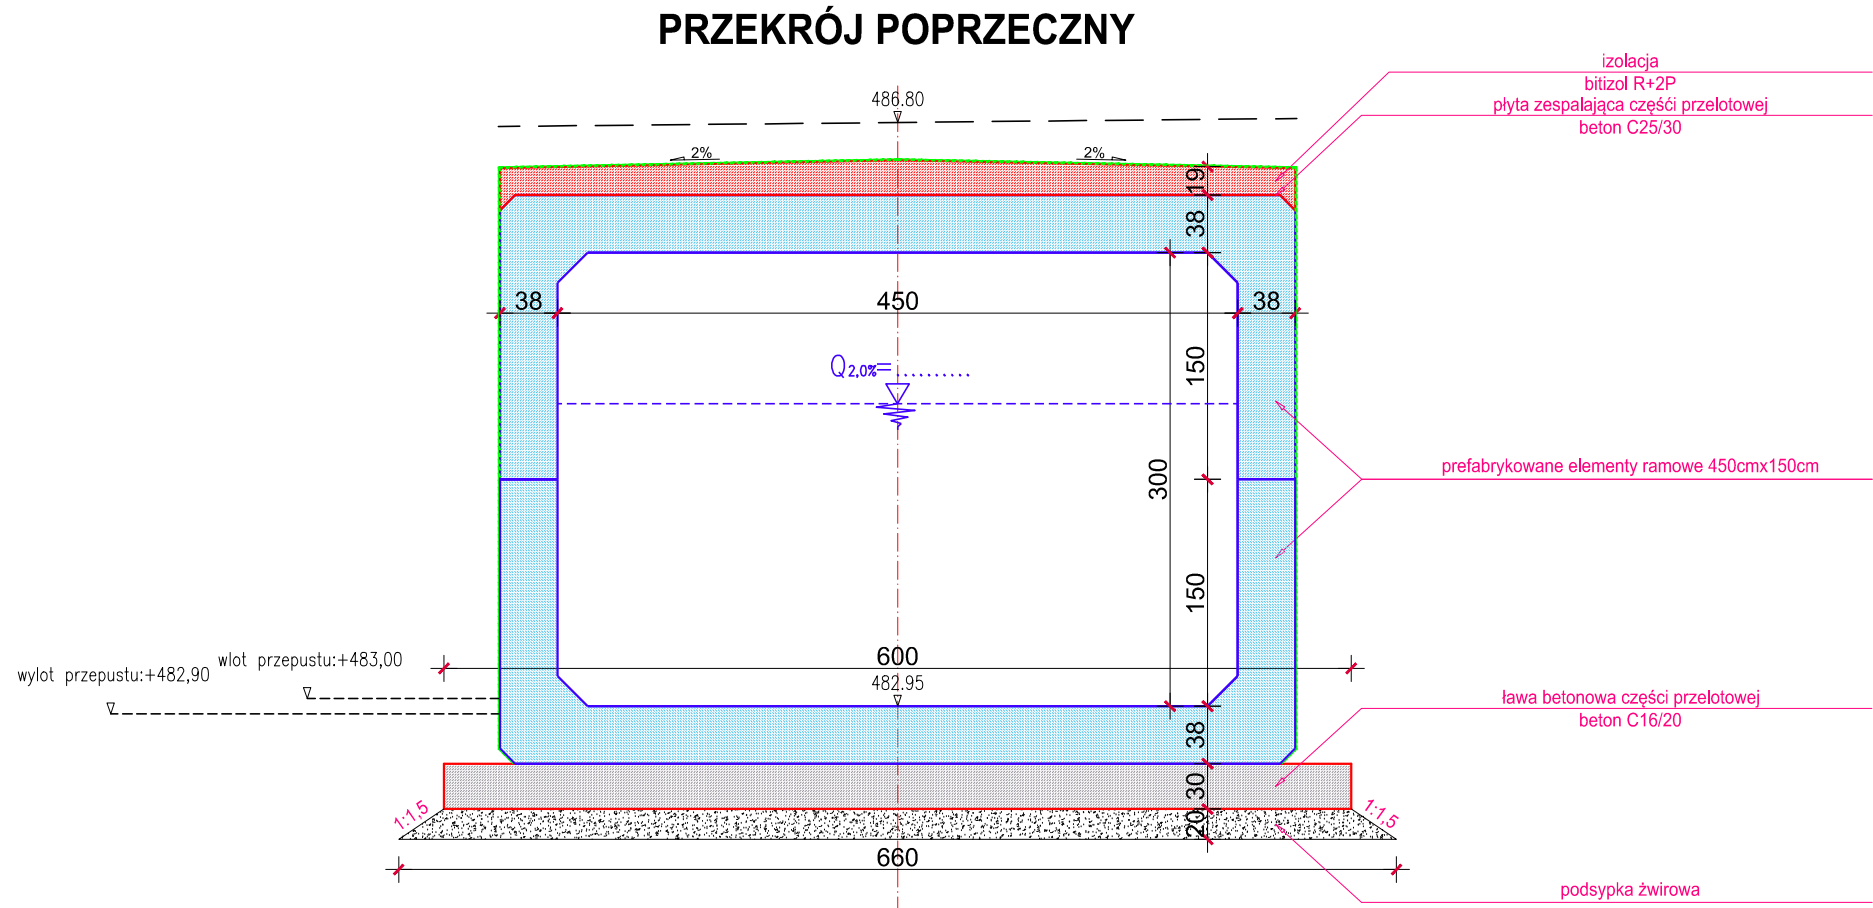 PRZEKRÓJ POPRZECZNY
izolacja
bitizol R+2P
płyta zespalająca częśći przelotowej
beton C25/30
486.80
2%
2%
19
38
38
450
38
Q2,0%=..........
150
300
prefabrykowane elementy ramowe 450cmx150cm
150
600
wlot przepustu:+483,00
wylot przepustu:+482,90
482.95
ława betonowa części przelotowej
beton C16/20
38
30
1:1,5
1:1,5
20
660
podsypka żwirowa